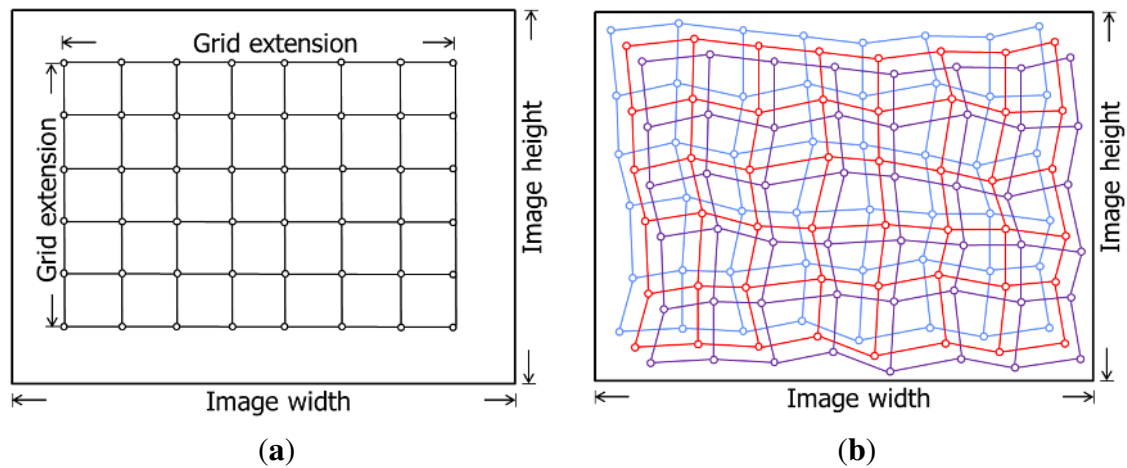 Grid extension
Grid extension
Image height
Image width
(a)
Image height
Image width
(b)